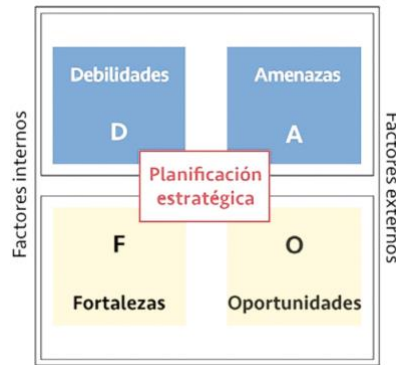 Debilidades
D
Amenazas
A
Factores internos
Factores externos
Planificación
estratégica
F
Fortalezas
O
Oportunidades